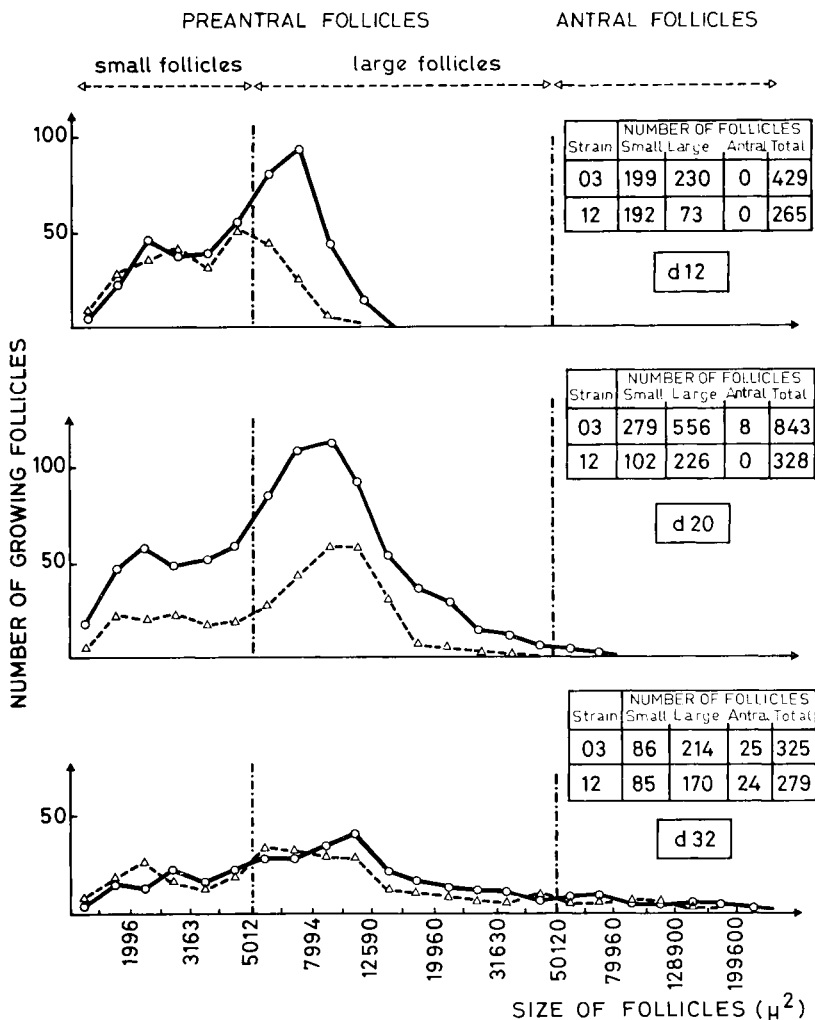 PREANTRAL FOLLICLES ANTRAL FOLLICLES
small follicles large follicles
NUMBER OF GROWING FOLLICLES
100
50
NUMBER OF FOLLICLES
Strain Small Large Antral Total
03 199 230 0 429
12 192 73 0 265
d12
100
50
NUMBER OF FOLLICLES
Strain Small Large Antral Total
03 279 556 8 843
12 102 226 0 328
d20
50
NUMBER OF FOLLICLES
Strain Small Large Antral Total
03 86 214 25 325
12 85 170 24 279
d32
1996 3163 5012 7994 12590 19960 31630 50120 79960 128900 199600
SIZE OF FOLLICLES (μ²)